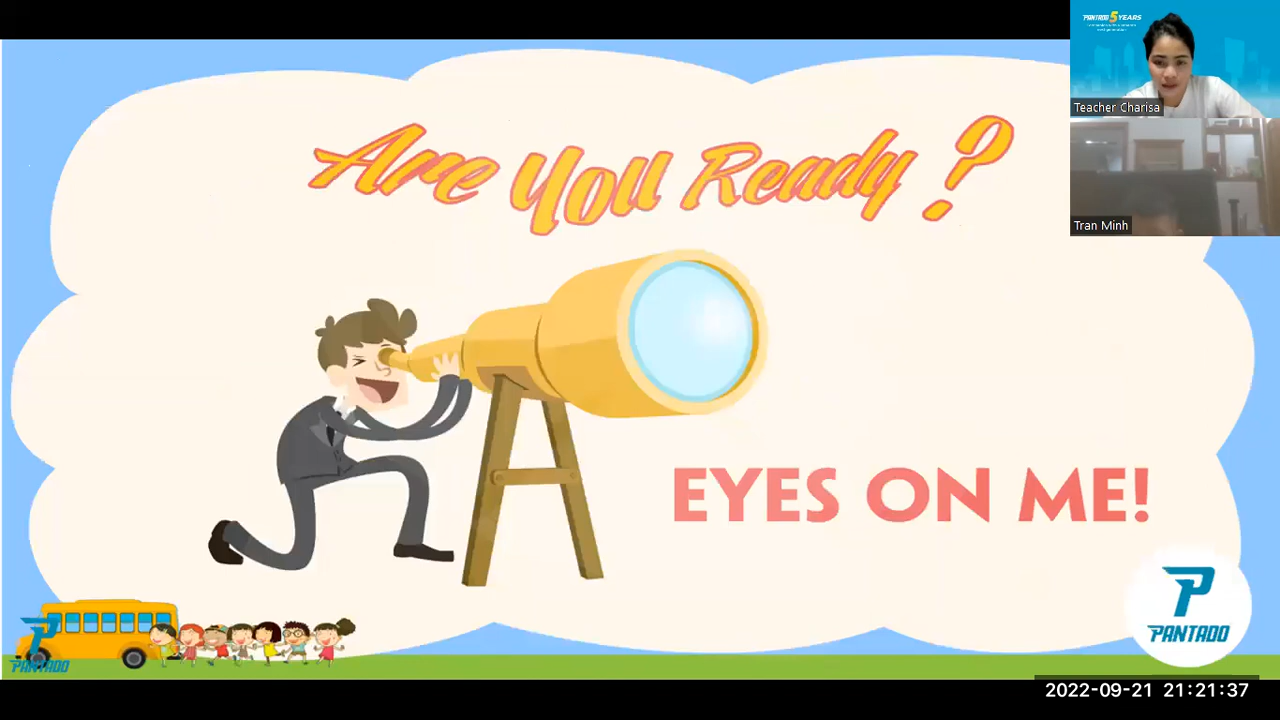 Are You Ready ?
EYES ON ME!
PANTADO 5 YEARS
Teacher Charisa
Tran Minh
PANTADO
PANTADO
2022-09-21 21:21:37